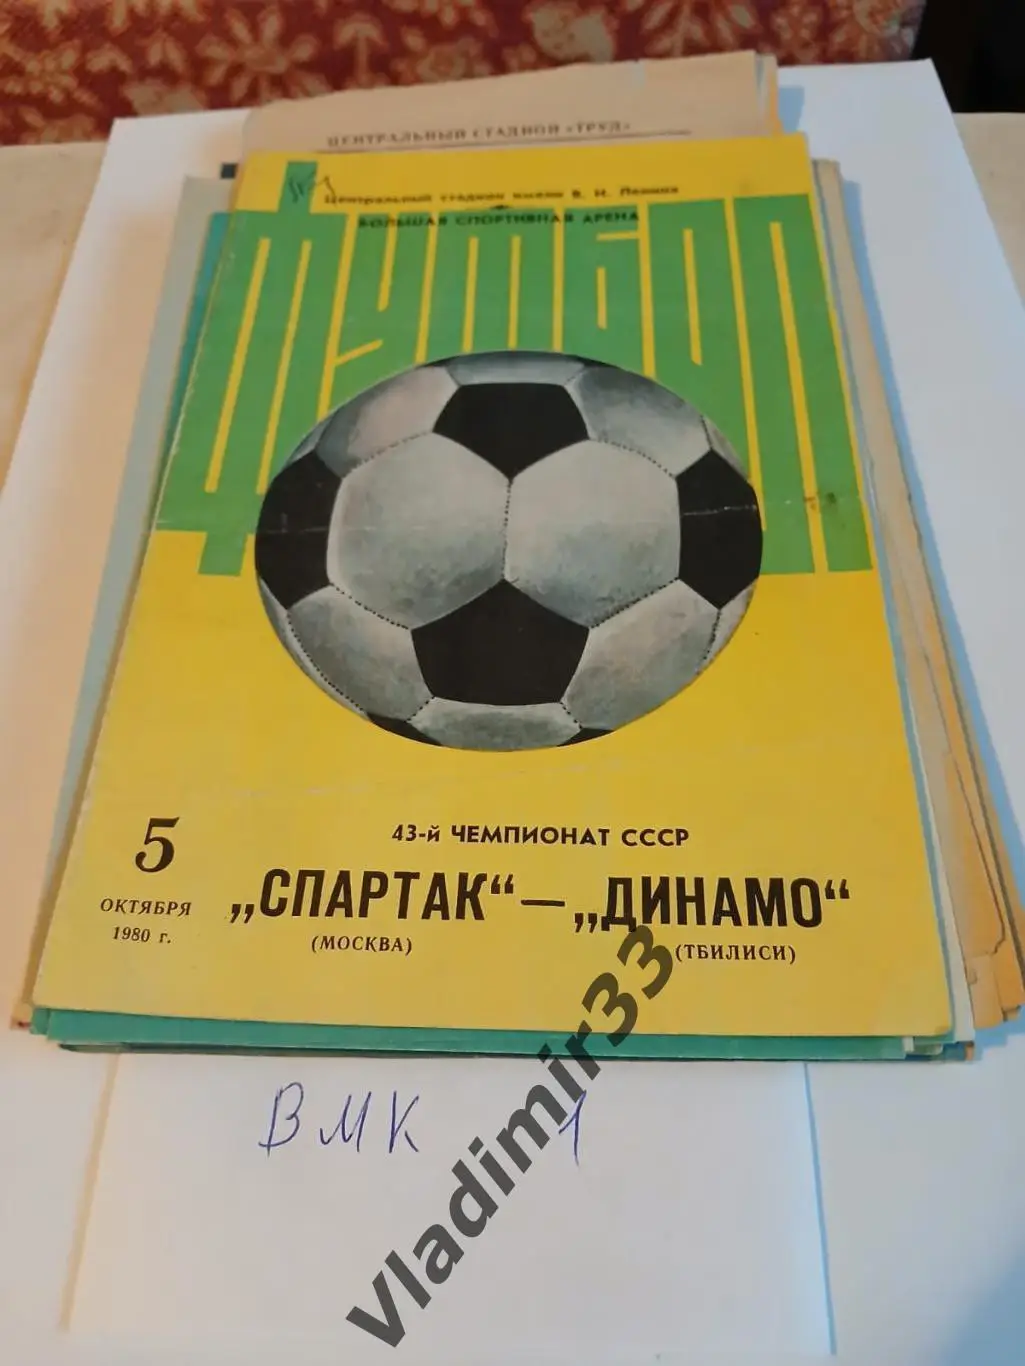 ЦЕНТРАЛЬНЫЙ СТАДИОН «ТРУД»
Центральный стадион имени В. И. Ленина
БОЛЬШАЯ СПОРТИВНАЯ АРЕНА
ФУТБОЛ
43-й ЧЕМПИОНАТ СССР
5
ОКТЯБРЯ
1980 г.
„СПАРТАК“ — „ДИНАМО“
(МОСКВА) (ТБИЛИСИ)
ВМК 1
Vladimir33